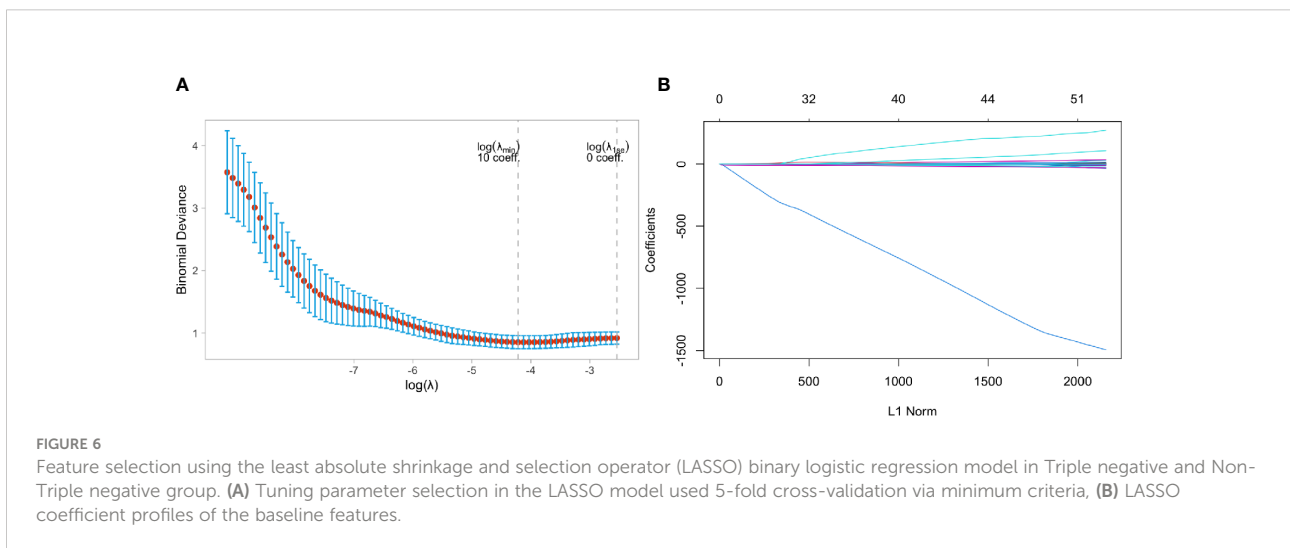 A
B
0 32 40 44 51
log(λmin)
10 coeff.
log(λ1se)
0 coeff.
4
3
2
1
Binomial Deviance
-7 -6 -5 -4 -3
log(λ)
0
-500
-1000
-1500
Coefficients
0 500 1000 1500 2000
L1 Norm
FIGURE 6
Feature selection using the least absolute shrinkage and selection operator (LASSO) binary logistic regression model in Triple negative and Non-
Triple negative group. (A) Tuning parameter selection in the LASSO model used 5-fold cross-validation via minimum criteria, (B) LASSO
coefficient profiles of the baseline features.